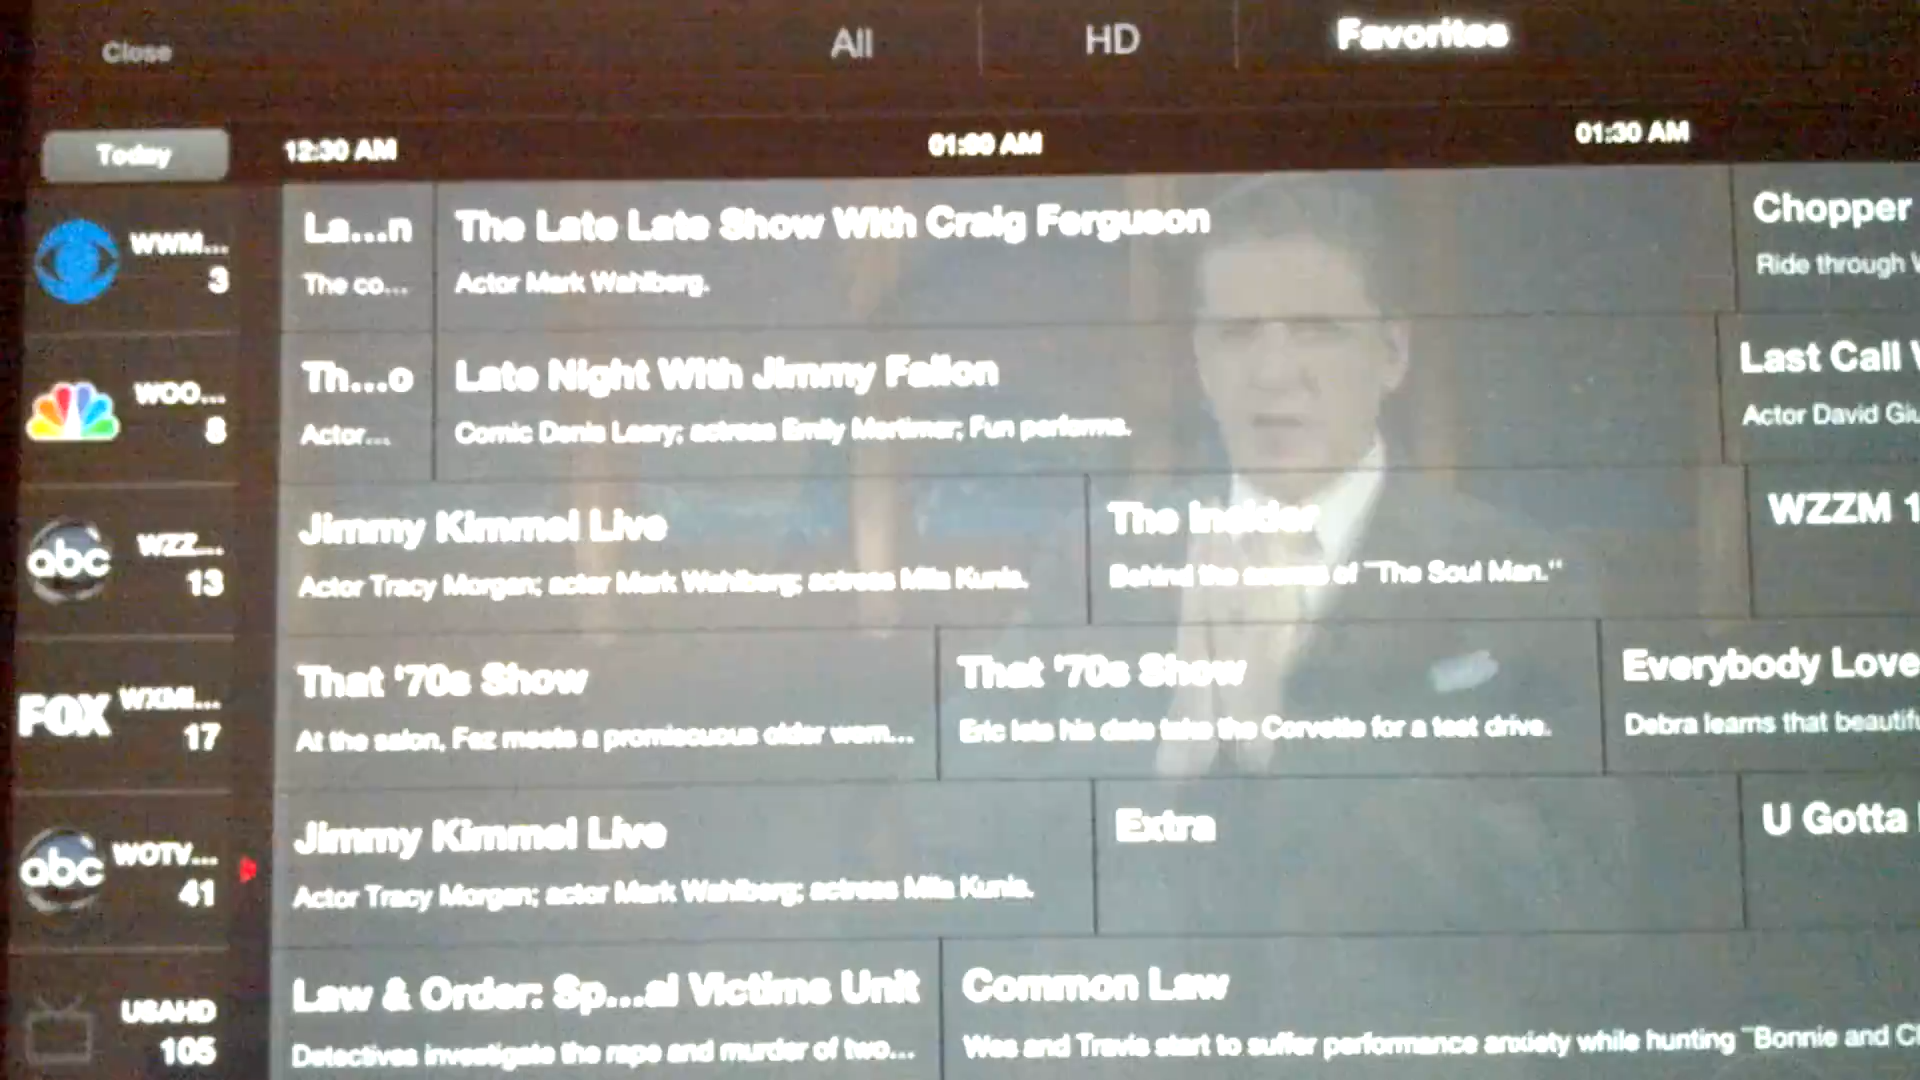 Close
All
HD
Favorites
Today
12:30 AM
01:00 AM
01:30 AM
WWM...
3
La...n
The co...
The Late Late Show With Craig Ferguson
Actor Mark Wahlberg.
Chopper
Ride through
WOO...
8
Th...o
Actor...
Late Night With Jimmy Fallon
Comic Denis Leary; actress Emily Mortimer; Fun performs.
Last Call
Actor David Giu
abc
WZZ...
13
Jimmy Kimmel Live
Actor Tracy Morgan; actor Mark Wahlberg; actress Mila Kunis.
The Insider
Behind the scenes of "The Soul Man."
WZZM 1
FOX
WXMI...
17
That '70s Show
At the salon, Fez meets a promiscuous older wom...
That '70s Show
Eric lets his date take the Corvette for a test drive.
Everybody Love
Debra learns that beautifu
abc
WOTV...
41
Jimmy Kimmel Live
Actor Tracy Morgan; actor Mark Wahlberg; actress Mila Kunis.
Extra
U Gotta
USAHD
105
Law & Order: Sp...al Victims Unit
Detectives investigate the rape and murder of two...
Common Law
Wes and Travis start to suffer performance anxiety while hunting "Bonnie and Cl